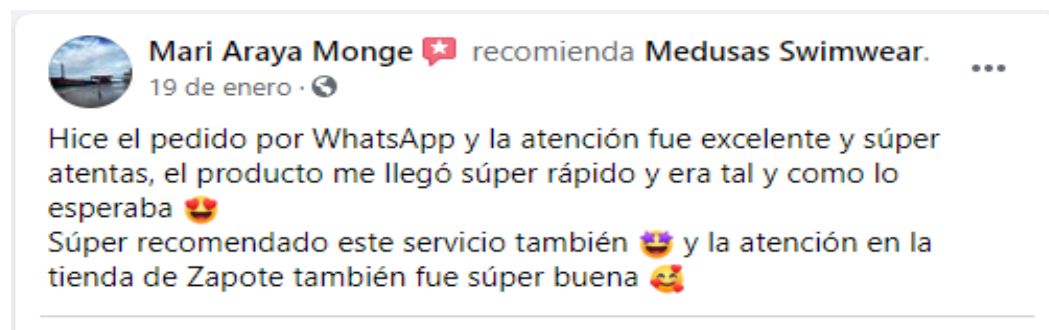 Mari Araya Monge recomienda Medusas Swimwear.
19 de enero ·
Hice el pedido por WhatsApp y la atención fue excelente y súper
atentas, el producto me llegó súper rápido y era tal y como lo
esperaba 😍
Súper recomendado este servicio también 🤩 y la atención en la
tienda de Zapote también fue súper buena 🥰